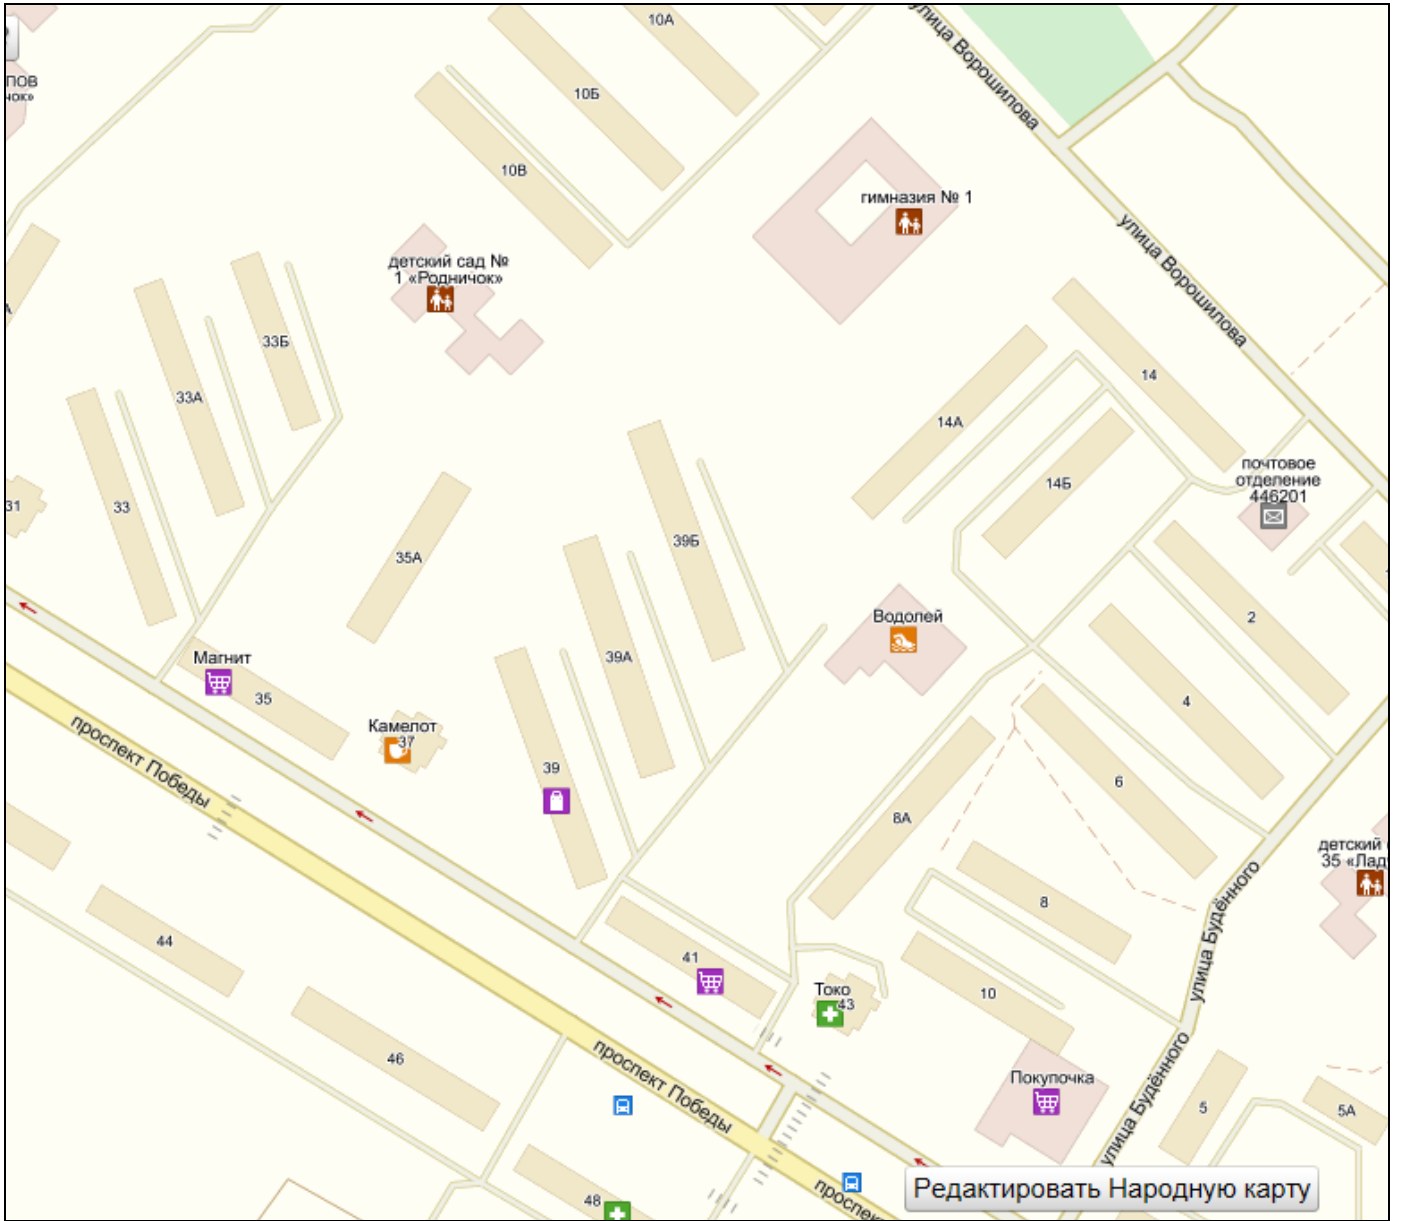 10А
улица Ворошилова
ПОВ
10Б
10В
гимназия № 1
улица Ворошилова
детский сад №
1 «Родничок»
33Б
14
33А
14А
почтовое
отделение
446201
14Б
31
33
39Б
35А
Водолей
2
39А
Магнит
35
4
Камелот
37
проспект Победы
39
6
8А
детский
35 «Лад
8
улица Будённого
44
41
Токо
43
10
46
проспект Победы
Покупочка
улица Будённого
5
5А
проспект
48
Редактировать Народную карту